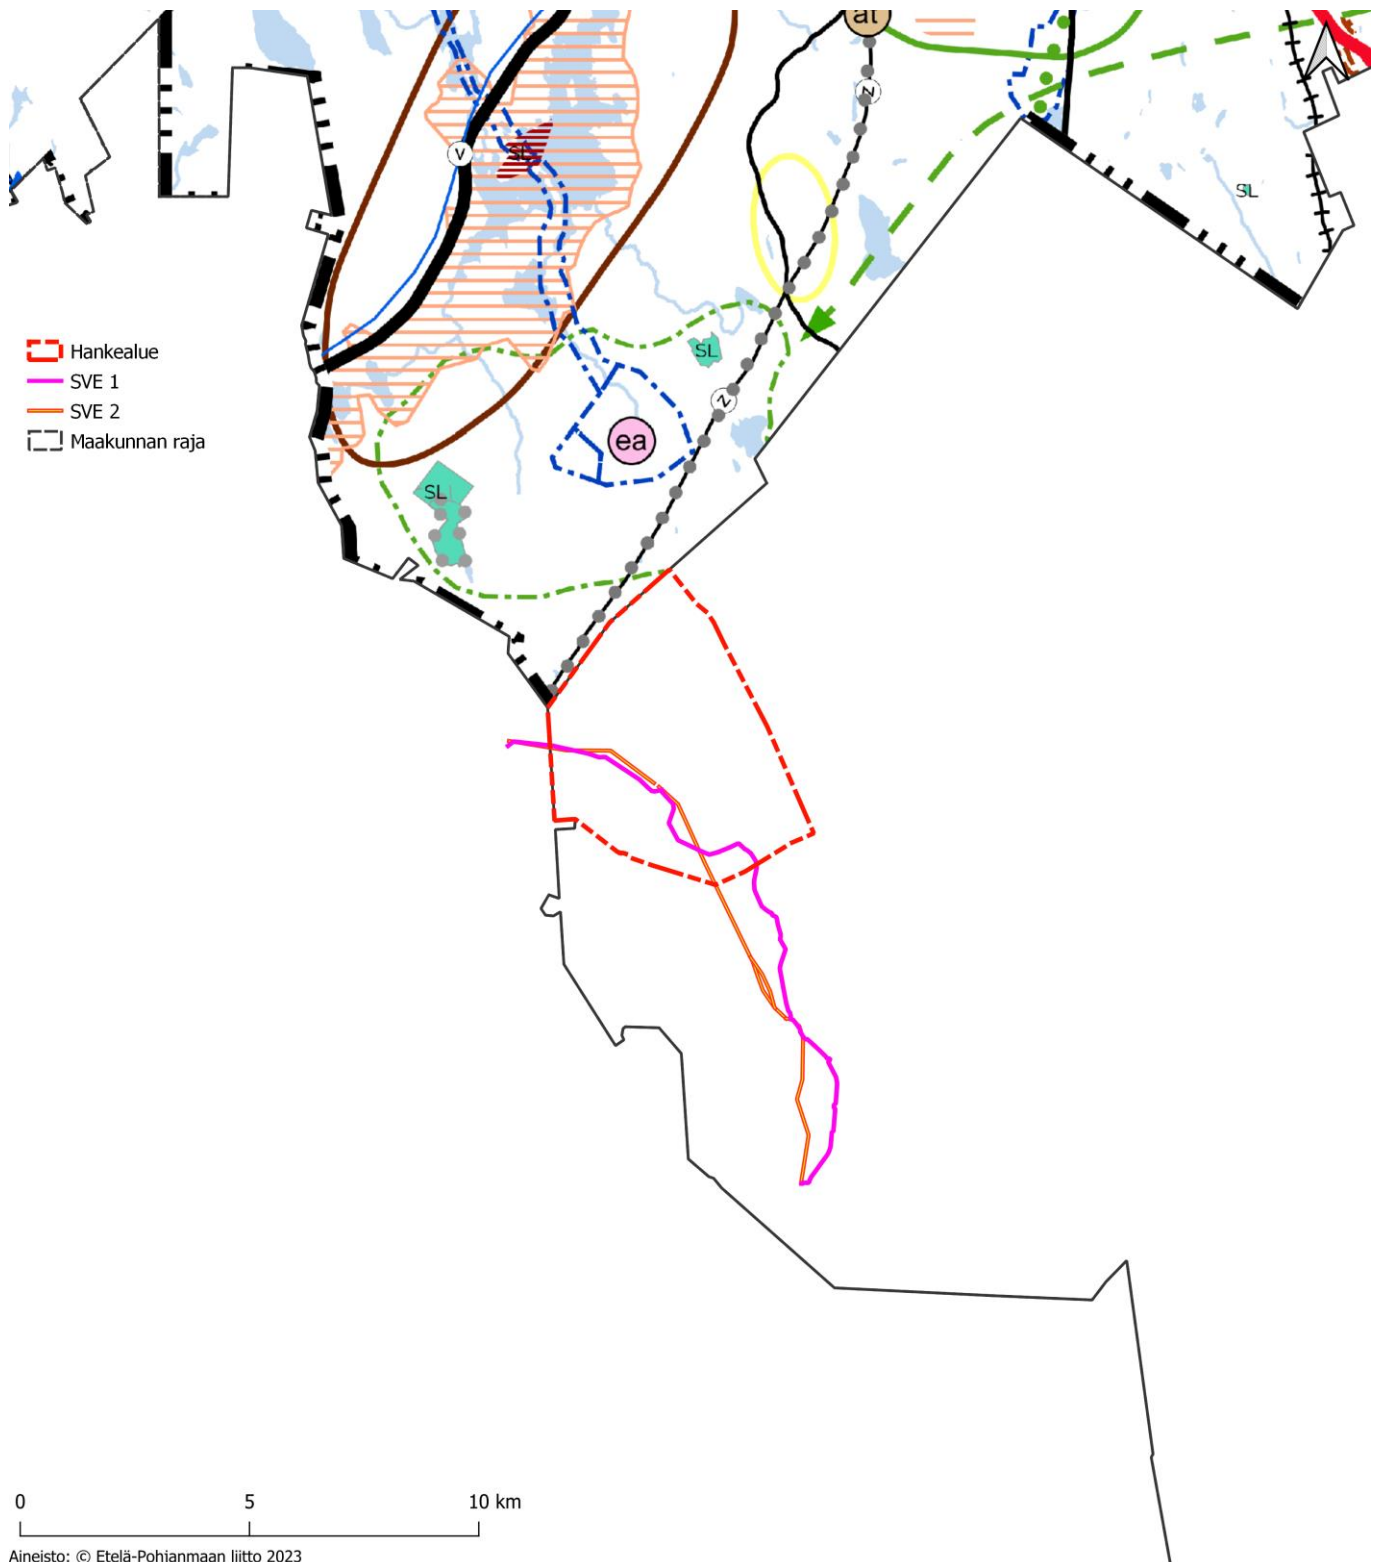 at
Z
V
SL
SL
SL
Z
ea
SL
Hankealue
SVE 1
SVE 2
Maakunnan raja
0 5 10 km
Aineisto: © Etelä-Pohjanmaan liitto 2023